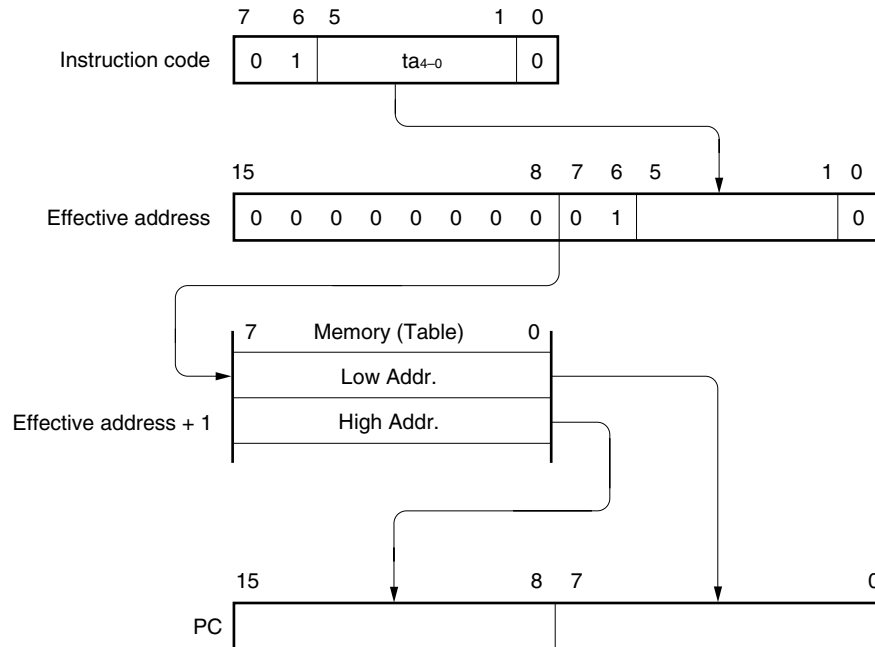 7 6 5 1 0
Instruction code 0 1 ta4–0 0
15 8 7 6 5 1 0
Effective address 0 0 0 0 0 0 0 0 0 1 0
7 Memory (Table) 0
Low Addr.
Effective address + 1 High Addr.
15 8 7 0
PC